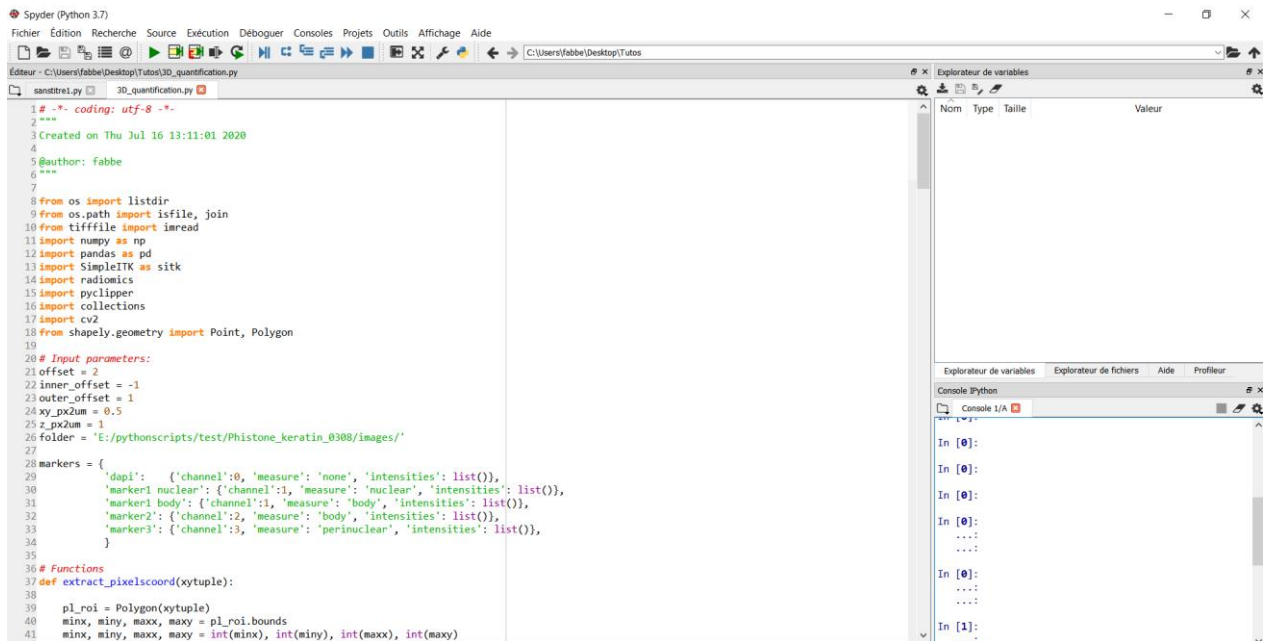 Spyder (Python 3.7)
Fichier Édition Recherche Source Exécution Déboguer Consoles Projets Outils Affichage Aide
C:\Users\fabbe\Desktop\Tutos
Éditeur - C:\Users\fabbe\Desktop\Tutos\3D_quantification.py
sanstitre1.py 3D_quantification.py
1 # -*- coding: utf-8 -*-
2 """
3 Created on Thu Jul 16 13:11:01 2020
4
5 @author: fabbe
6 """
7
8 from os import listdir
9 from os.path import isfile, join
10 from tifffile import imread
11 import numpy as np
12 import pandas as pd
13 import SimpleITK as sitk
14 import radiomics
15 import pyclipper
16 import collections
17 import cv2
18 from shapely.geometry import Point, Polygon
19
20 # Input parameters:
21 offset = 2
22 inner_offset = -1
23 outer_offset = 1
24 xy_px2um = 0.5
25 z_px2um = 1
26 folder = 'E:/pythonscripts/test/Phistone_keratin_0308/images/'
27
28 markers = {
29 'dapi': {'channel':0, 'measure': 'none', 'intensities': list()},
30 'marker1 nuclear': {'channel':1, 'measure': 'nuclear', 'intensities': list()},
31 'marker1 body': {'channel':1, 'measure': 'body', 'intensities': list()},
32 'marker2': {'channel':2, 'measure': 'body', 'intensities': list()},
33 'marker3': {'channel':3, 'measure': 'perinuclear', 'intensities': list()},
34 }
35
36 # Functions
37 def extract_pixelscoord(xytuple):
38
39 pl_roi = Polygon(xytuple)
40 minx, miny, maxx, maxy = pl_roi.bounds
41 minx, miny, maxx, maxy = int(minx), int(miny), int(maxx), int(maxy)
Explorateur de variables
Nom Type Taille Valeur
Explorateur de variables Explorateur de fichiers Aide Profileur
Console IPython
Console 1/A
In [0]:
In [0]:
In [0]:
In [0]:
In [0]:
...:
...:
In [0]:
...:
...:
In [1]: